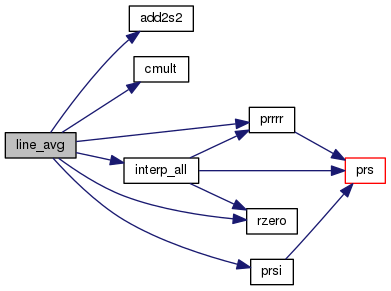 add2s2
cmult
line_avg
prrrr
interp_all
prs
rzero
prsi